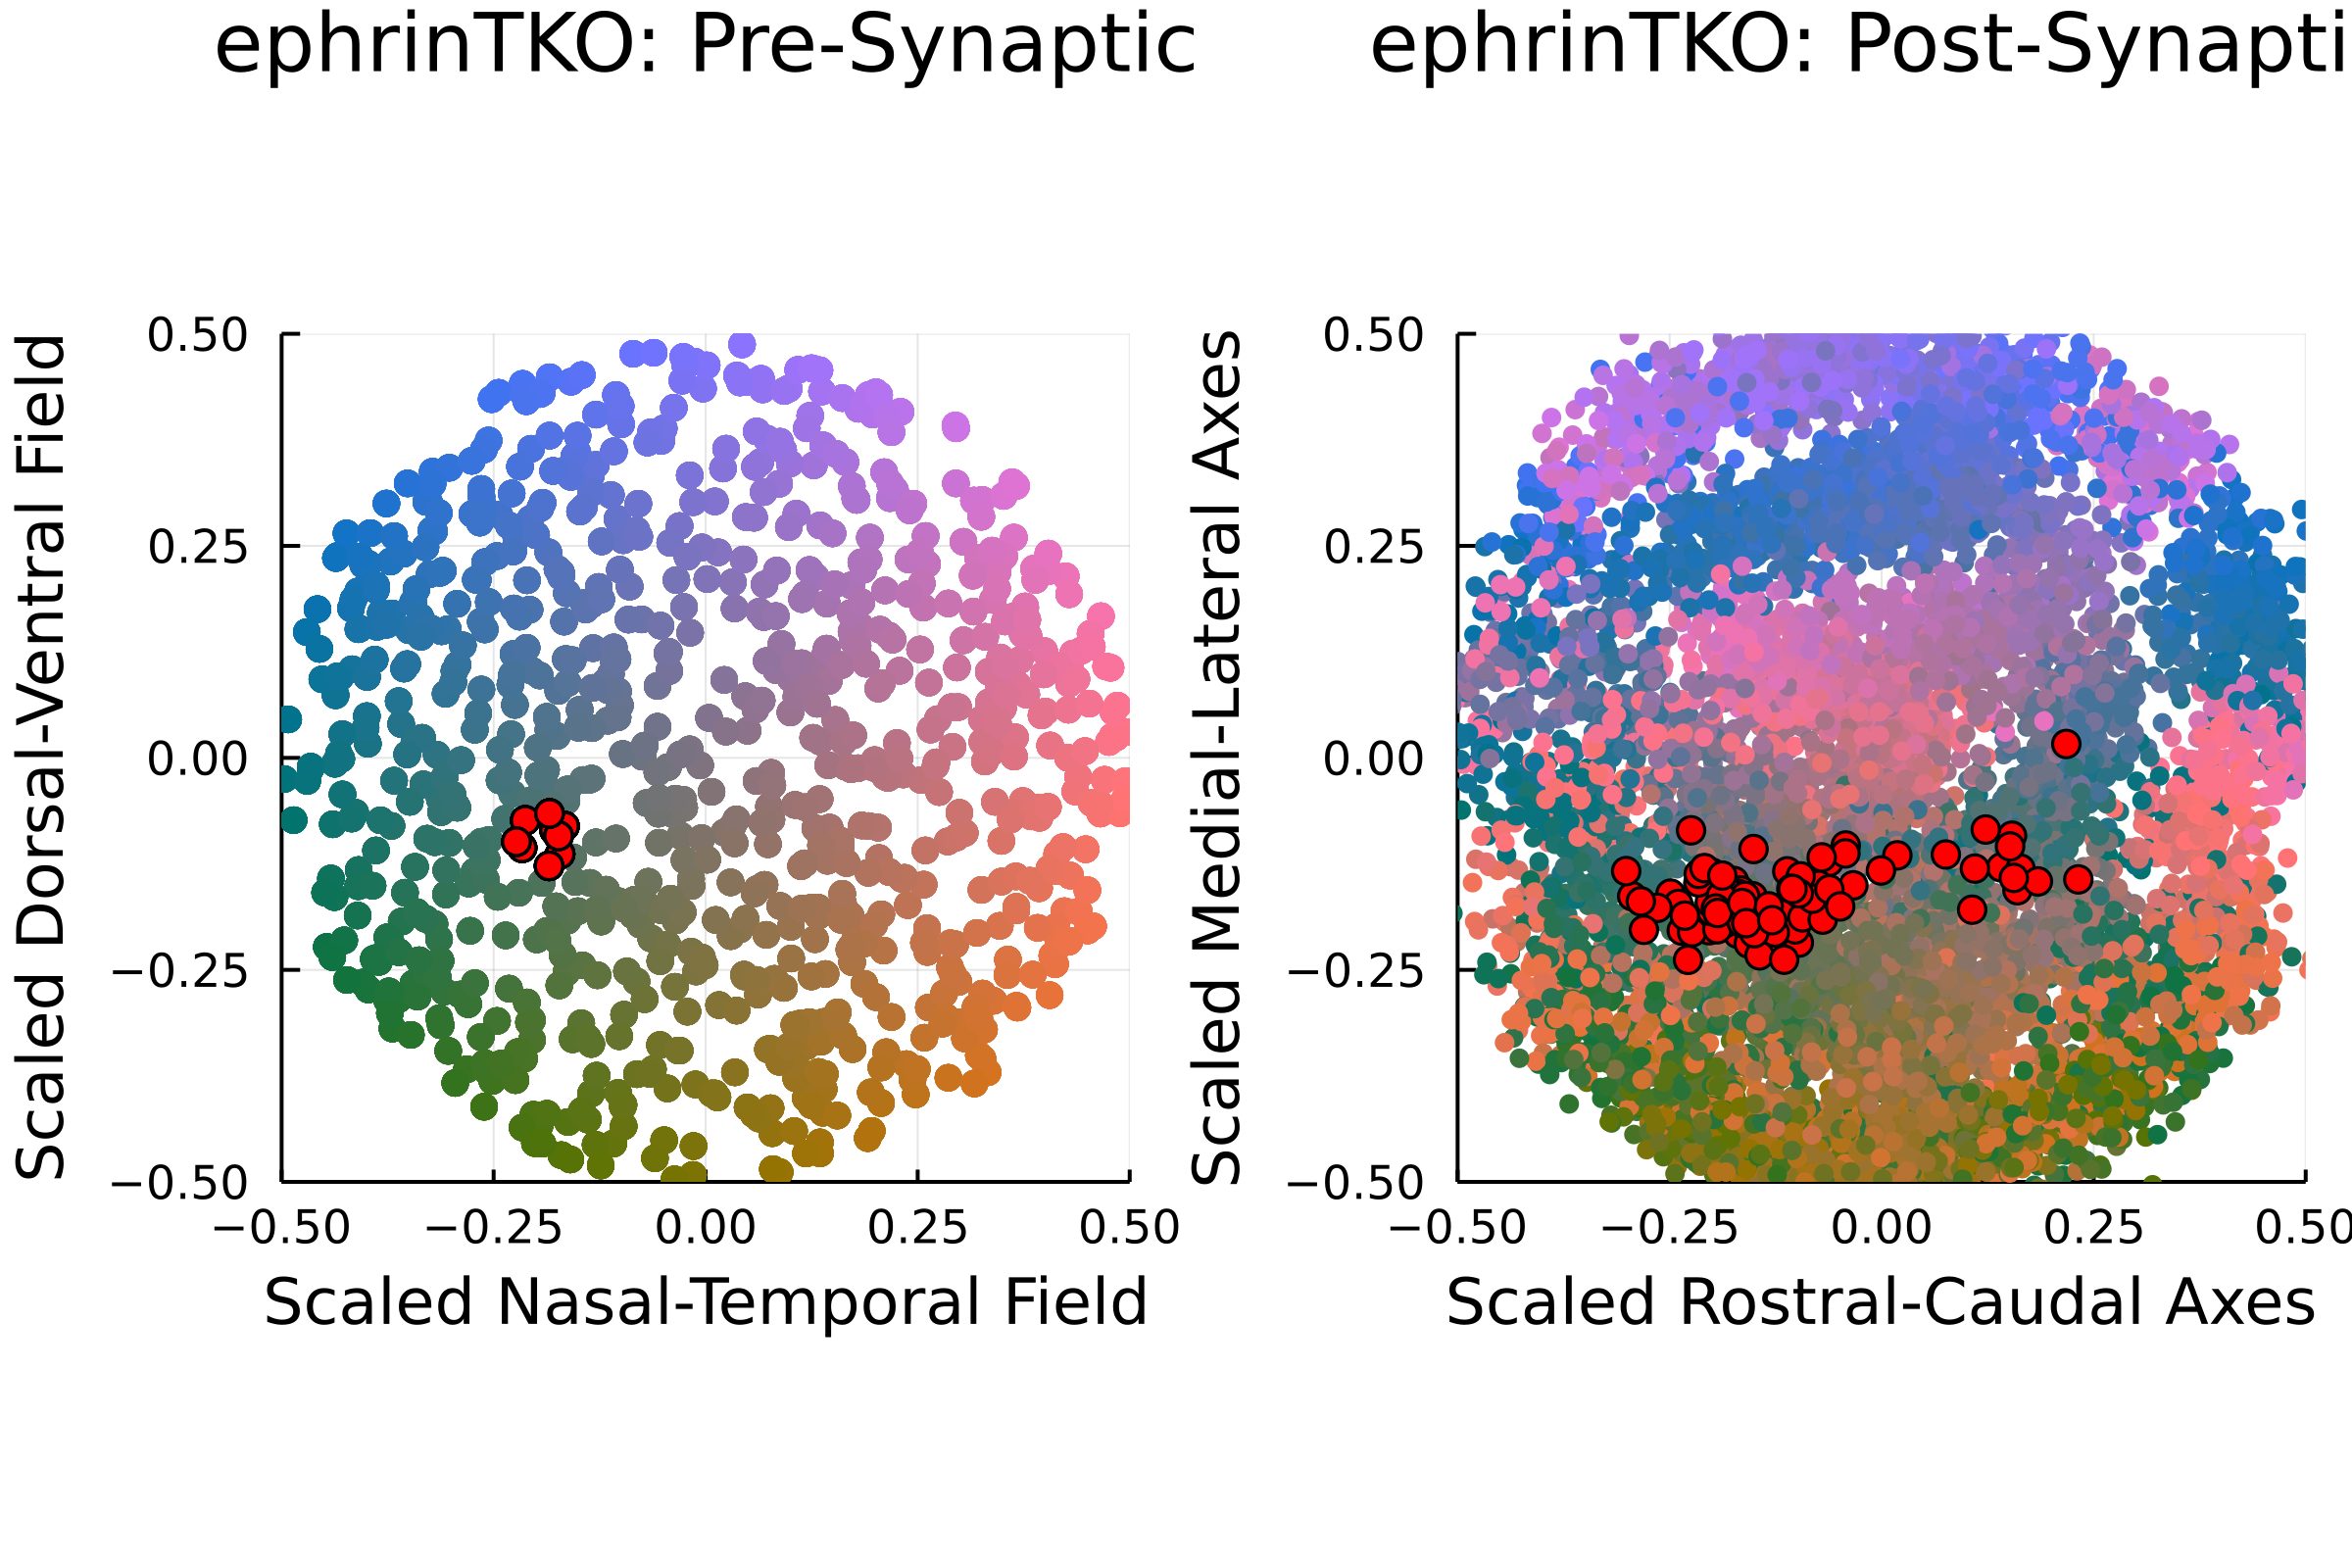 ephrinTKO: Pre-Synaptic
ephrinTKO: Post-Synapti
Scaled Dorsal-Ventral Field
0.50
0.25
0.00
−0.25
−0.50
−0.50 −0.25 0.00 0.25 0.50
Scaled Nasal-Temporal Field
Scaled Medial-Lateral Axes
0.50
0.25
0.00
−0.25
−0.50
−0.50 −0.25 0.00 0.25 0.50
Scaled Rostral-Caudal Axes